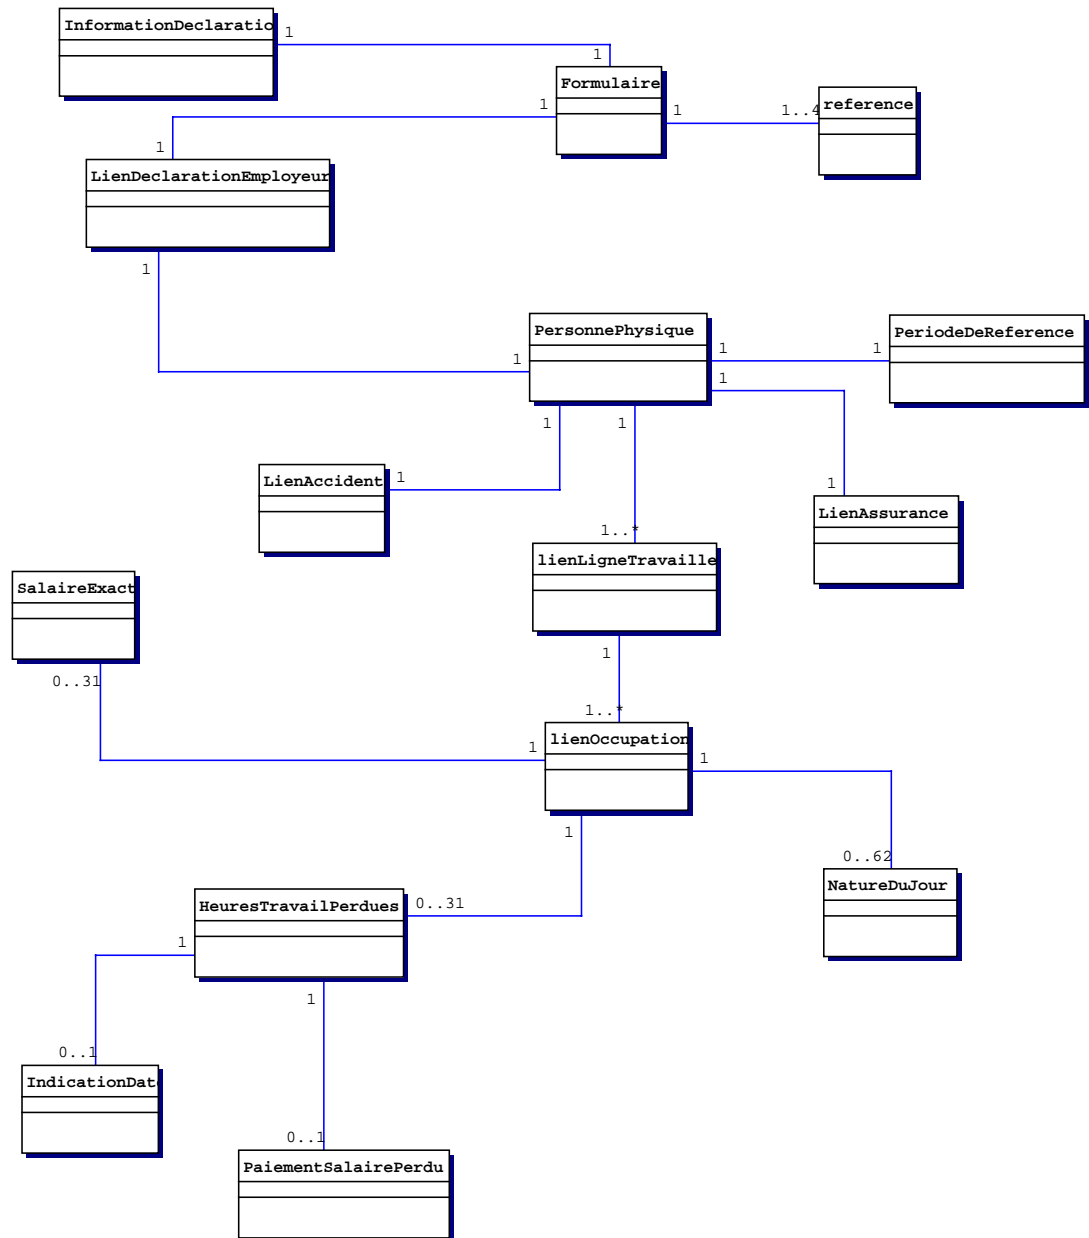 InformationDeclaratio
1
1
Formulaire
1
1
1..4
reference
1
LienDeclarationEmployeur
1
PersonnePhysique
PeriodeDeReference
1
1
1
1
1
1
LienAccident
1
1
LienAssurance
1..*
lienLigneTravaille
SalaireExact
1
0..31
1..*
lienOccupation
1
1
1
0..62
NatureDuJour
HeuresTravailPerdues
0..31
1
1
0..1
IndicationDate
0..1
PaiementSalairePerdu